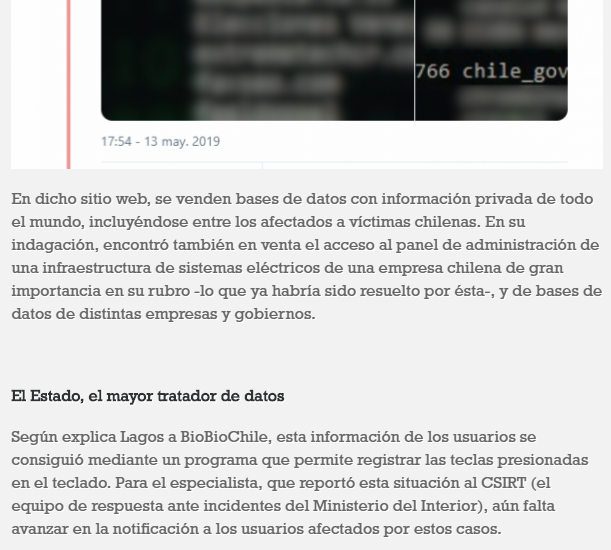 766 chile_gov
17:54 - 13 may. 2019
En dicho sitio web, se venden bases de datos con información privada de todo
el mundo, incluyéndose entre los afectados a víctimas chilenas. En su
indagación, encontró también en venta el acceso al panel de administración de
una infraestructura de sistemas eléctricos de una empresa chilena de gran
importancia en su rubro -lo que ya habría sido resuelto por ésta-, y de bases de
datos de distintas empresas y gobiernos.
El Estado, el mayor tratador de datos
Según explica Lagos a BioBioChile, esta información de los usuarios se
consiguió mediante un programa que permite registrar las teclas presionadas
en el teclado. Para el especialista, que reportó esta situación al CSIRT (el
equipo de respuesta ante incidentes del Ministerio del Interior), aún falta
avanzar en la notificación a los usuarios afectados por estos casos.